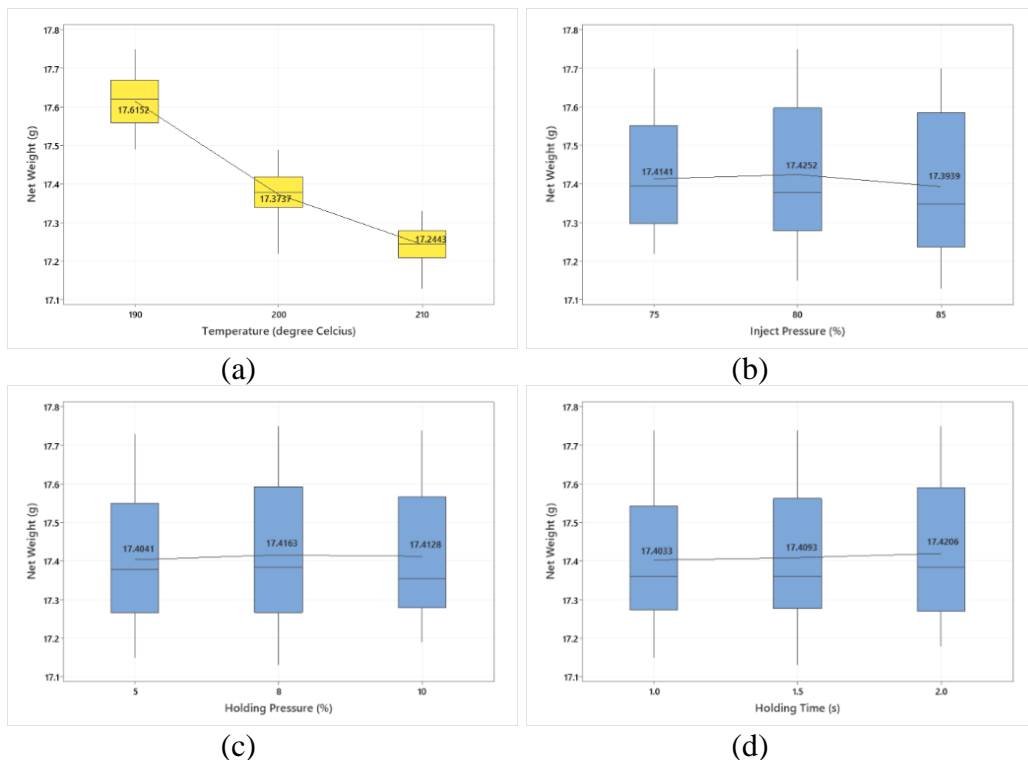 17.8
17.7
17.6
17.5
17.4
17.3
17.2
17.1
Net Weight (g)
17.6152
17.3737
17.2443
190 200 210
Temperature (degree Celcius)
(a)
17.8
17.7
17.6
17.5
17.4
17.3
17.2
17.1
Net Weight (g)
17.4141
17.4252
17.3939
75 80 85
Inject Pressure (%)
(b)
17.8
17.7
17.6
17.5
17.4
17.3
17.2
17.1
Net Weight (g)
17.4041
17.4163
17.4128
5 8 10
Holding Pressure (%)
(c)
17.8
17.7
17.6
17.5
17.4
17.3
17.2
17.1
Net Weight (g)
17.4033
17.4093
17.4206
1.0 1.5 2.0
Holding Time (s)
(d)